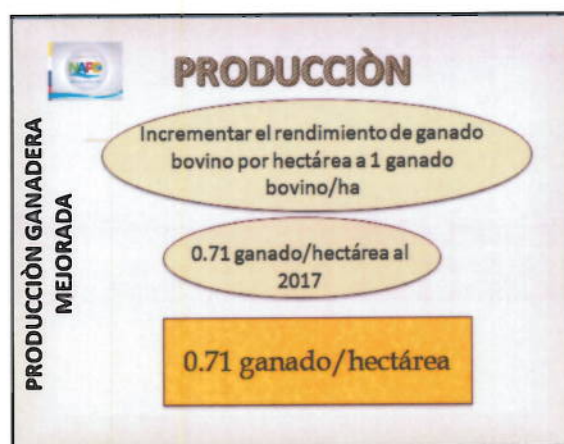 NAPO
PRODUCCIÒN
PRODUCCIÒN GANADERA
MEJORADA
Incrementar el rendimiento de ganado
bovino por hectárea a 1 ganado
bovino/ha
0.71 ganado/hectárea al
2017
0.71 ganado/hectárea